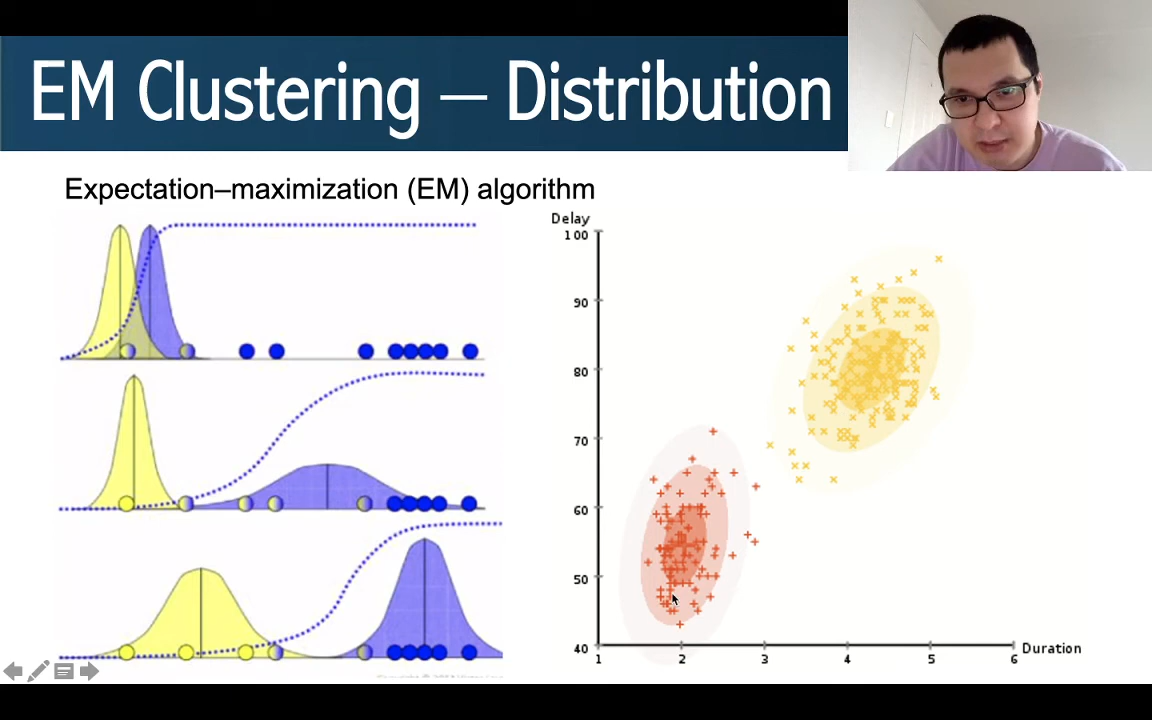 EM Clustering — Distribution
Expectation–maximization (EM) algorithm
Delay
100
90
80
70
60
50
40
1 2 3 4 5 6 Duration